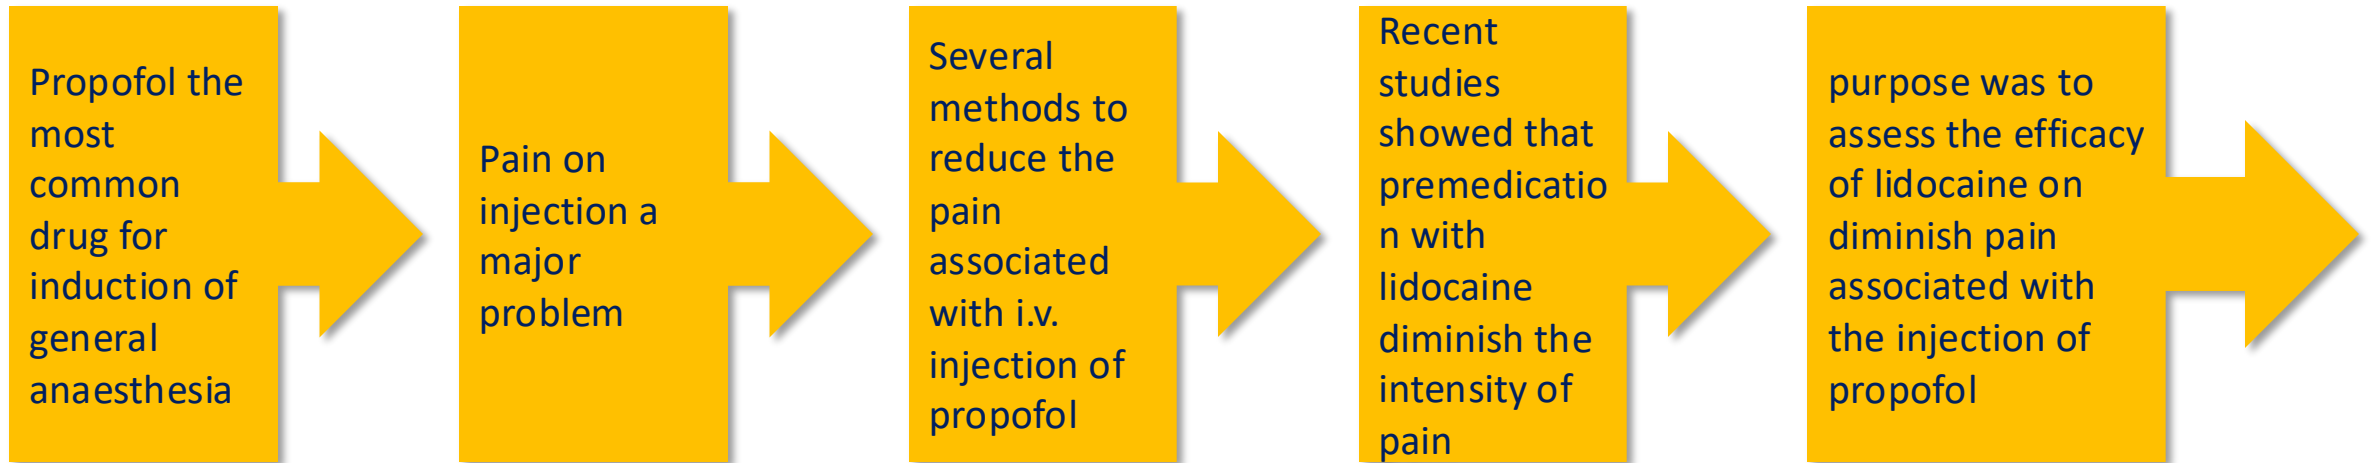 Propofol the
most
common
drug for
induction of
general
anaesthesia
Pain on
injection a
major
problem
Several
methods to
reduce the
pain
associated
with i.v.
injection of
propofol
Recent
studies
showed that
premedicatio
n with
lidocaine
diminish the
intensity of
pain
purpose was to
assess the efficacy
of lidocaine on
diminish pain
associated with
the injection of
propofol